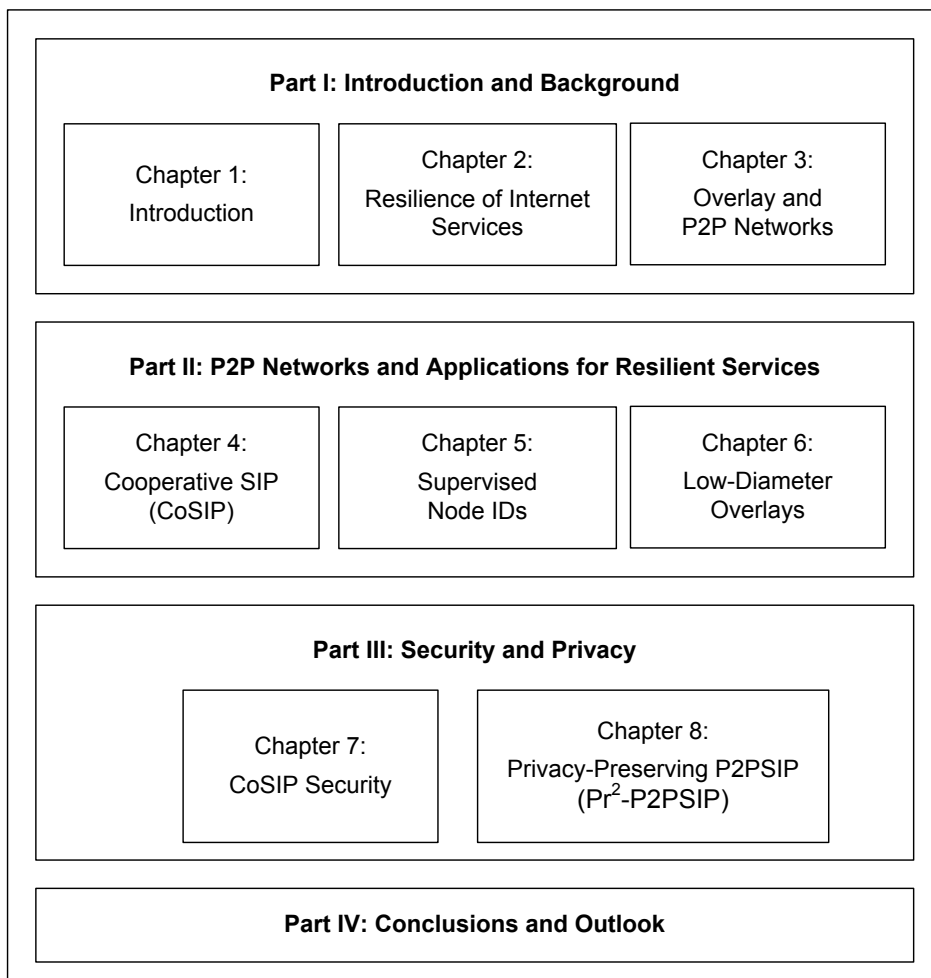 Part I: Introduction and Background
Chapter 1:
Introduction
Chapter 2:
Resilience of Internet
Services
Chapter 3:
Overlay and
P2P Networks
Part II: P2P Networks and Applications for Resilient Services
Chapter 4:
Cooperative SIP
(CoSIP)
Chapter 5:
Supervised
Node IDs
Chapter 6:
Low-Diameter
Overlays
Part III: Security and Privacy
Chapter 7:
CoSIP Security
Chapter 8:
Privacy-Preserving P2PSIP
(Pr²-P2PSIP)
Part IV: Conclusions and Outlook